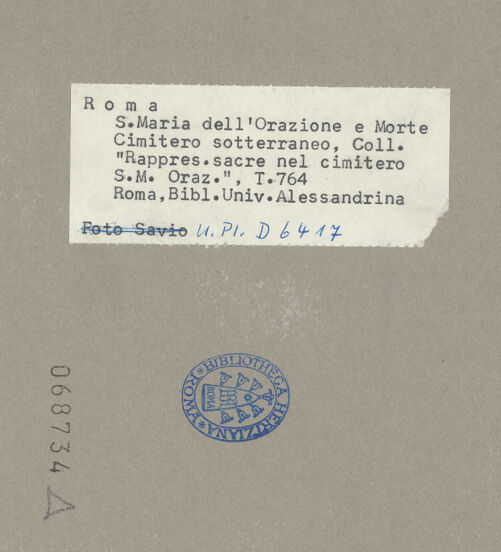 Roma
S.Maria dell'Orazione e Morte
Cimitero sotterraneo, Coll.
"Rappres.sacre nel cimitero
S.M. Oraz.", T.764
Roma,Bibl.Univ.Alessandrina
Foto Savio U. Pl. D 6417
BIBLIOTHECA HERTZIANA * ROMA *
ROMA
068734 A